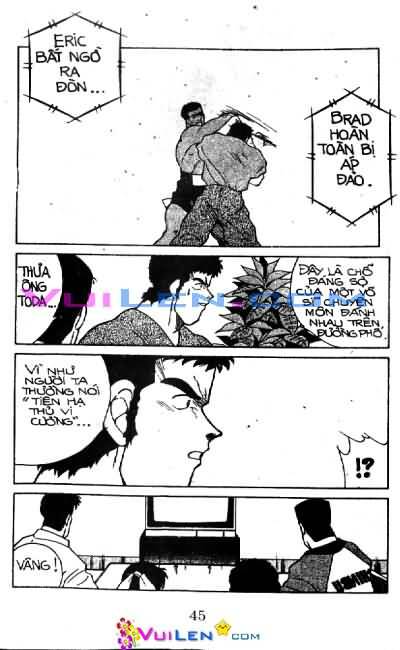 ERIC
BẤT NGỜ
RA
ĐÒN...
BRAD
HOÀN
TOÀN BỊ
ÁP
ĐẢO.
THƯA
ÔNG
TODA...
ĐÂY LÀ CHỖ
ĐÁNG SỢ
CỦA MỘT VÕ
SĨ CHUYÊN
MÔN ĐÁNH
NHAU TRÊN
ĐƯỜNG PHỐ.
VUILEN.COM
VÌ NHƯ
NGƯỜI TA
THƯỜNG NÓI
"TIÊN HẠ
THỦ VI
CƯỜNG"...
!?
VÂNG!
45
VUILEN.COM